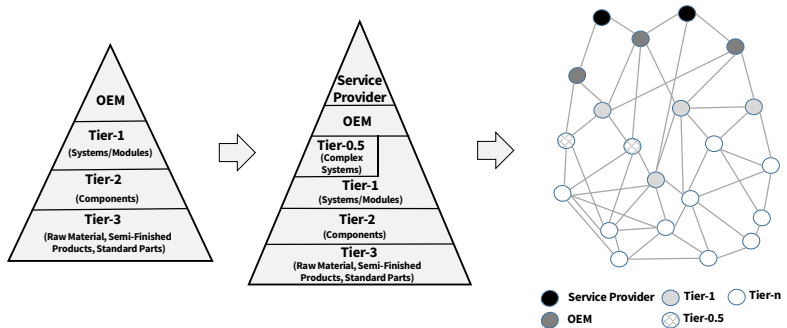 OEM
Tier-1
(Systems/Modules)
Tier-2
(Components)
Tier-3
(Raw Material, Semi-Finished
Products, Standard Parts)
Service
Provider
OEM
Tier-0.5
(Complex
Systems)
Tier-1
(Systems/Modules)
Tier-2
(Components)
Tier-3
(Raw Material, Semi-Finished
Products, Standard Parts)
Service Provider
Tier-1
Tier-n
OEM
Tier-0.5